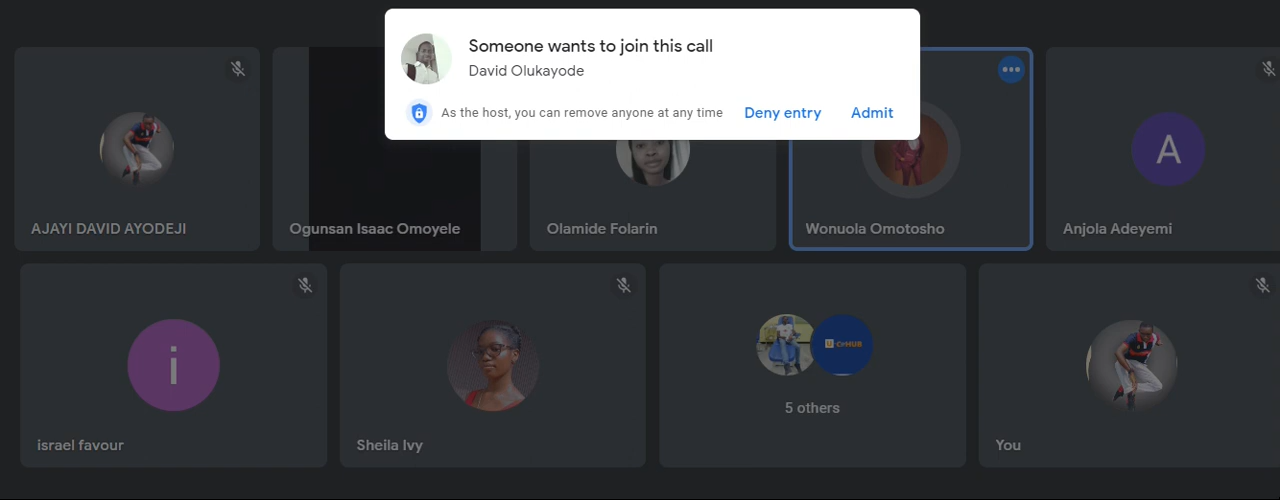 Someone wants to join this call
David Olukayode
As the host, you can remove anyone at any time
Deny entry
Admit
AJAYI DAVID AYODEJI
Ogunsan Isaac Omoyele
Olamide Folarin
Wonuola Omotosho
A
Anjola Adeyemi
i
israel favour
Sheila Ivy
5 others
You